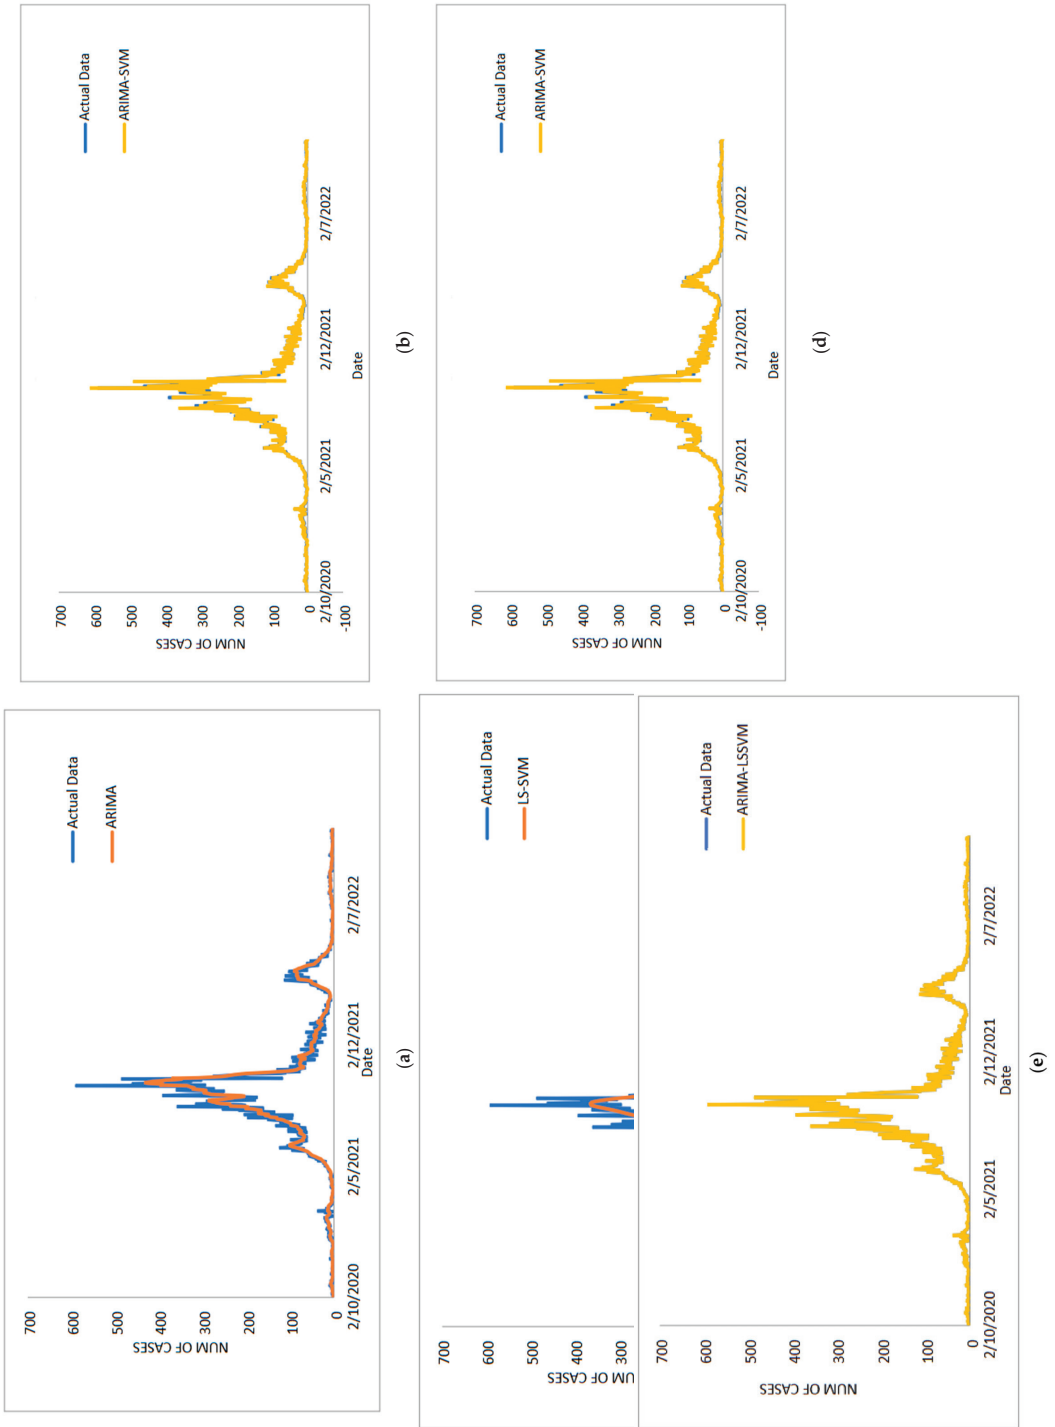 700
600
500
400
300
200
100
0
NUM OF CASES
2/10/2020
2/5/2021
2/12/2021
2/7/2022
Date
Actual Data
ARIMA
(a)
700
600
500
400
300
200
100
0
-100
NUM OF CASES
2/10/2020
2/5/2021
2/12/2021
2/7/2022
Date
Actual Data
ARIMA-SVM
(b)
700
600
500
400
300
UM OF CASES
Actual Data
LS-SVM
700
600
500
400
300
200
100
0
-100
NUM OF CASES
2/10/2020
2/5/2021
2/12/2021
2/7/2022
Date
Actual Data
ARIMA-SVM
(d)
700
600
500
400
300
200
100
0
NUM OF CASES
2/10/2020
2/5/2021
2/12/2021
2/7/2022
Date
Actual Data
ARIMA-LSSVM
(e)